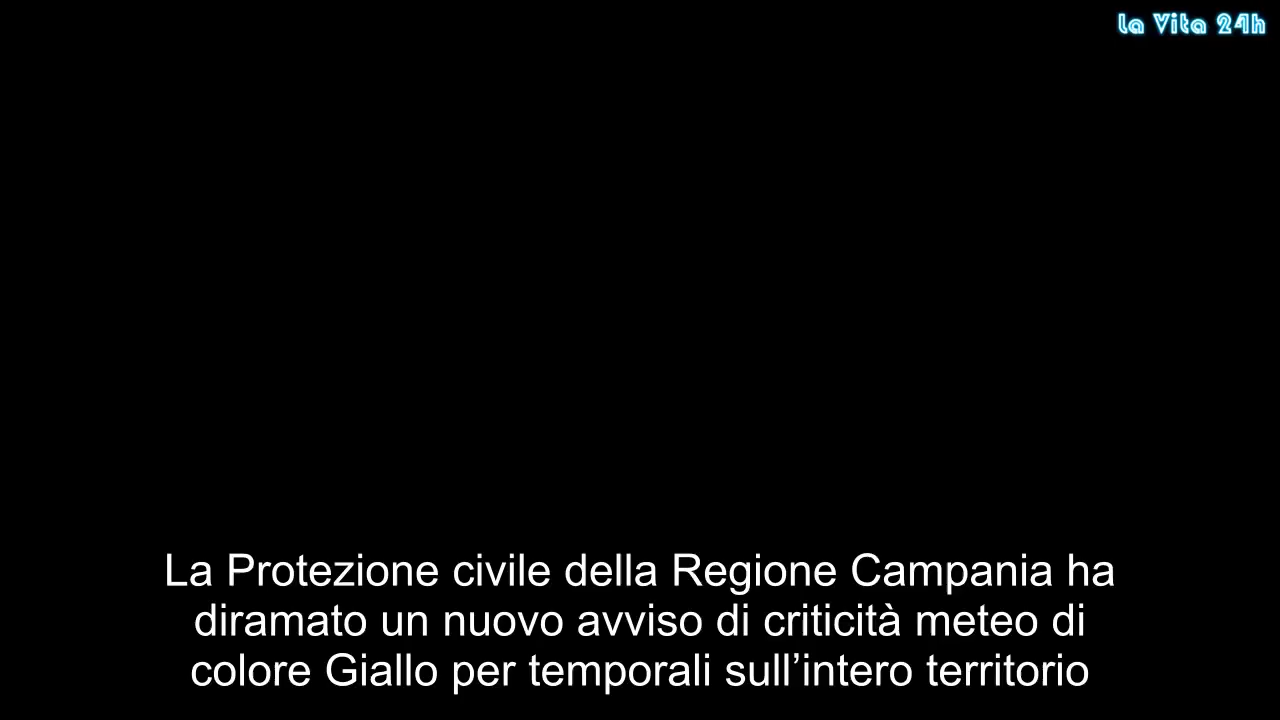 La Vita 24h
La Protezione civile della Regione Campania ha
diramato un nuovo avviso di criticità meteo di
colore Giallo per temporali sull’intero territorio